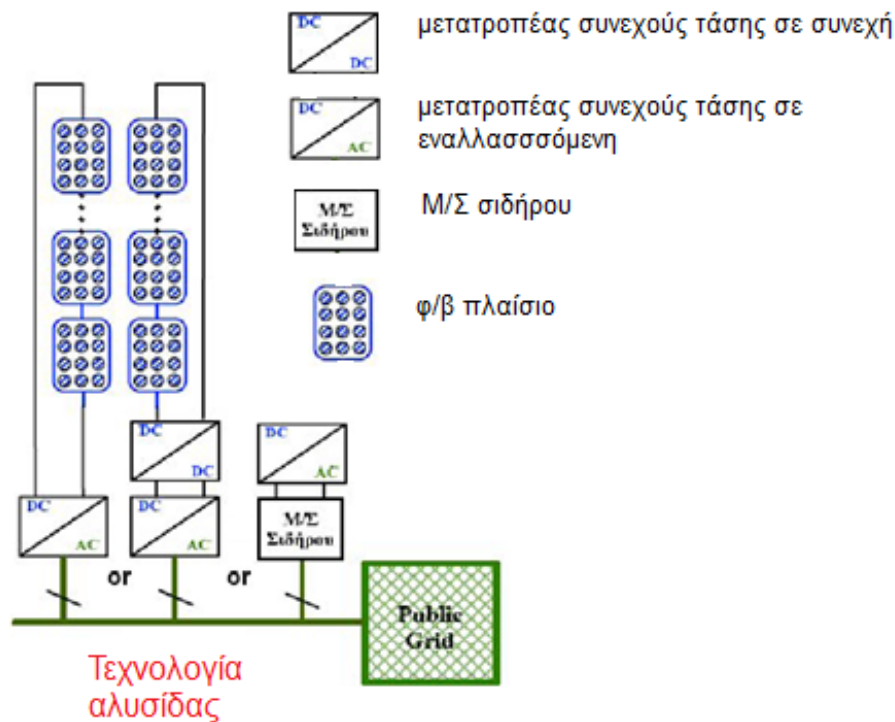 DC
DC
μετατροπέας συνεχούς τάσης σε συνεχή
DC
AC
μετατροπέας συνεχούς τάσης σε
εναλλασσσόμενη
Μ/Σ
Σιδήρου
Μ/Σ σιδήρου
φ/β πλαίσιο
DC
DC
DC
AC
DC
AC
DC
AC
Μ/Σ
Σιδήρου
or
or
Public
Grid
Τεχνολογία
αλυσίδας